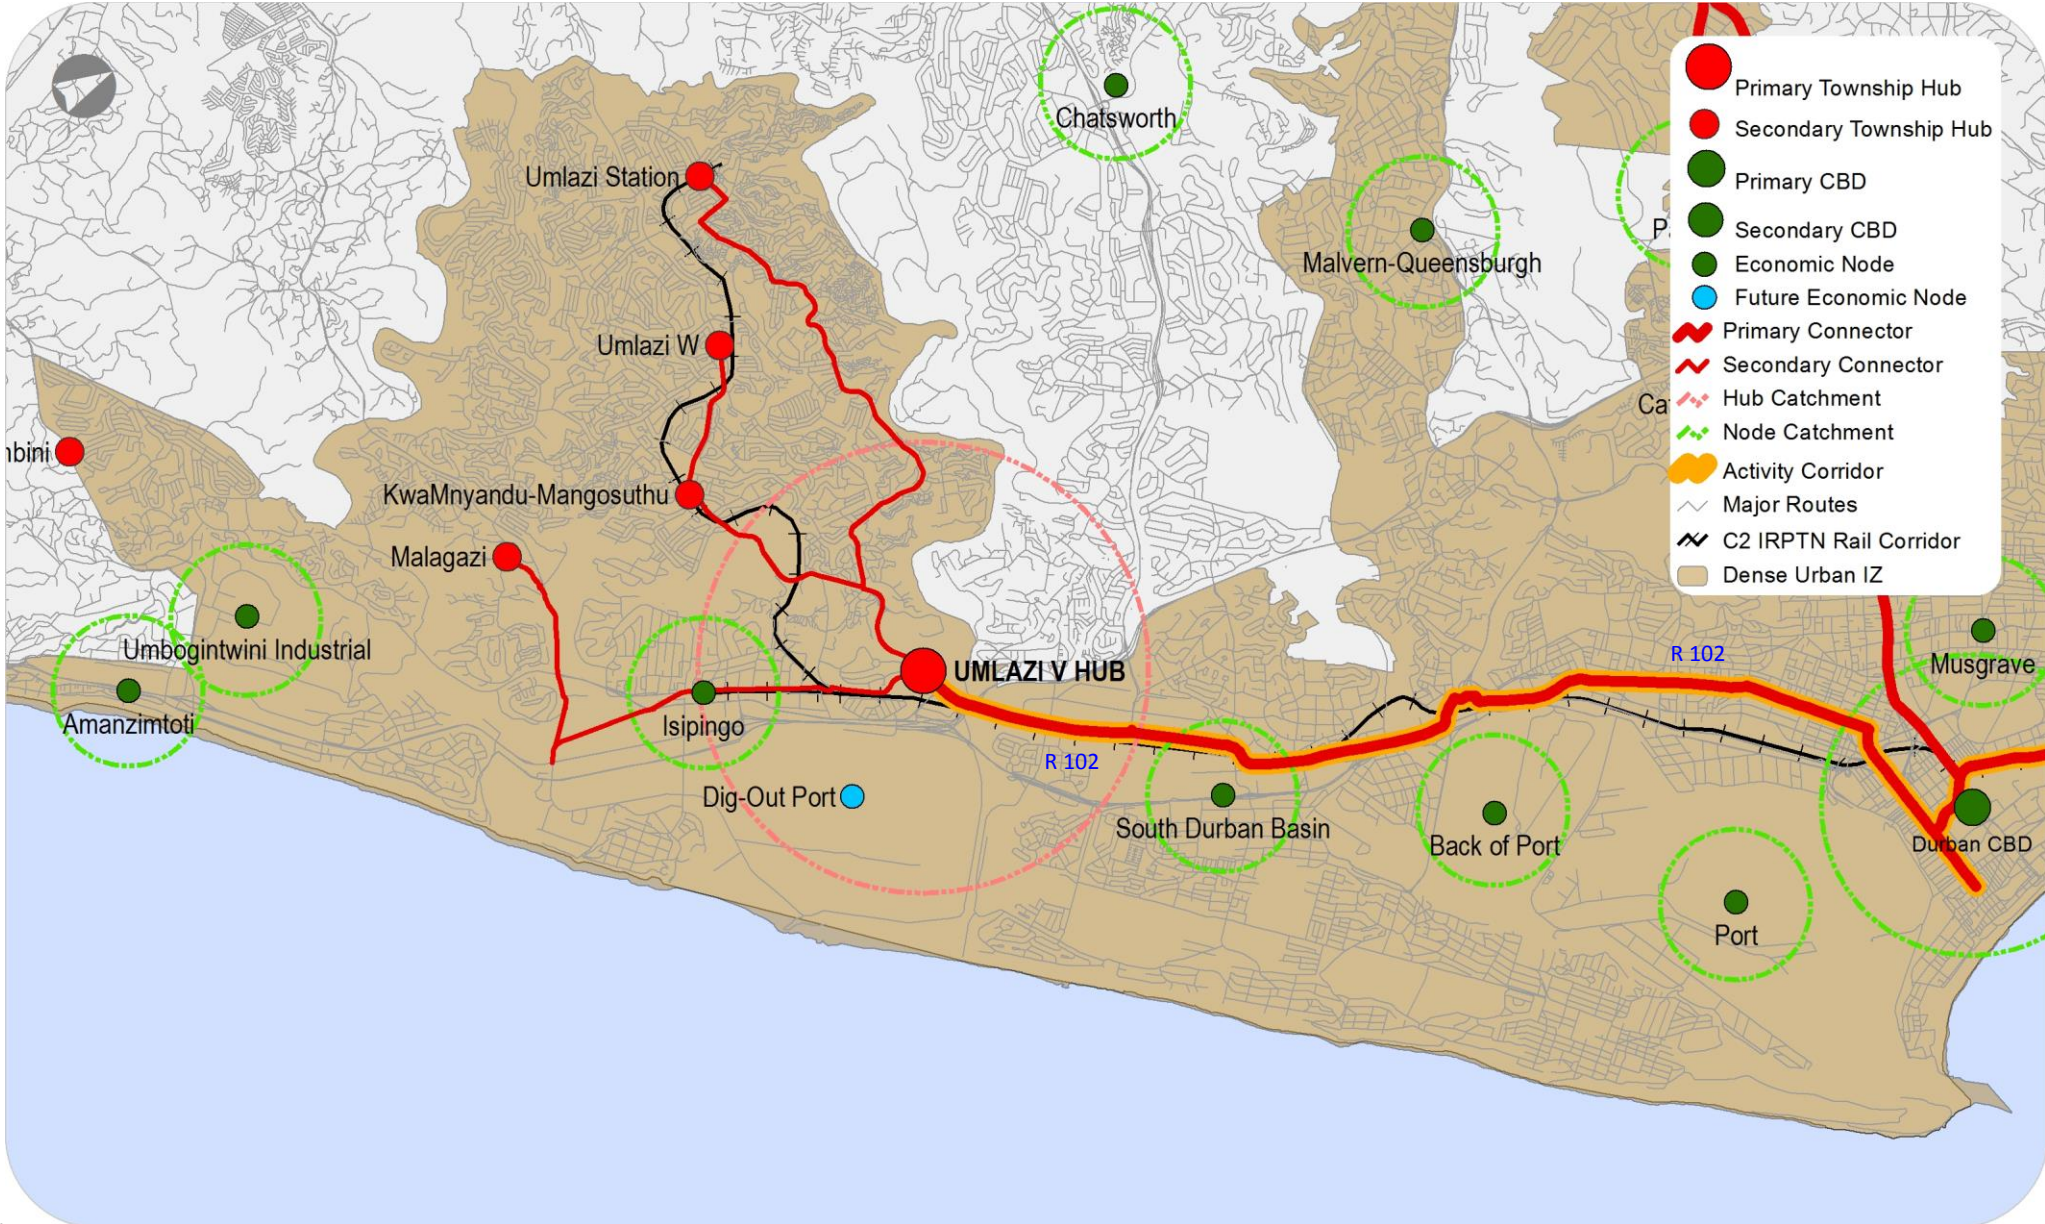 Chatsworth
Umlazi Station
Malvern-Queensburgh
Umlazi W
KwaMnyandu-Mangosuthu
Malagazi
Umbogintwini Industrial
Amanzimtoti
Isipingo
UMLAZI V HUB
R 102
R 102
Musgrave
Dig-Out Port
South Durban Basin
Back of Port
Durban CBD
Port
Primary Township Hub
Secondary Township Hub
Primary CBD
Secondary CBD
Economic Node
Future Economic Node
Primary Connector
Secondary Connector
Hub Catchment
Node Catchment
Activity Corridor
Major Routes
C2 IRPTN Rail Corridor
Dense Urban IZ